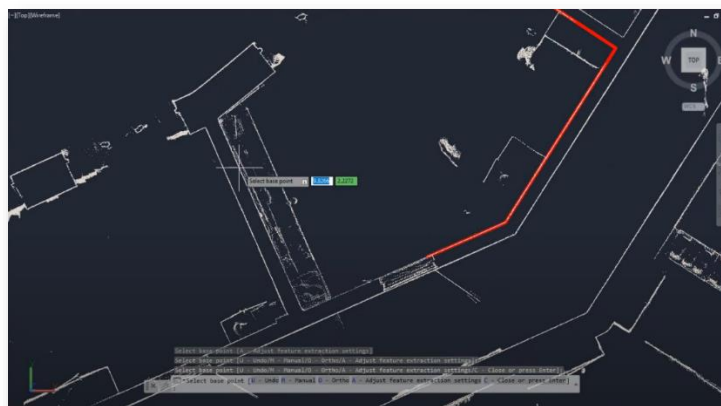 [-][Top][Wireframe]
N
W
TOP
S
Select base point
Select base point [A - Adjust feature extraction settings]
Select base point [U - Undo/M - Manual/O - Ortho/A - Adjust feature extraction settings]
Select base point [U - Undo/M - Manual/O - Ortho/A - Adjust feature extraction settings/C - Close or press Enter]
Select base point [U - Undo M - Manual O - Ortho A - Adjust feature extraction settings C - Close or press Enter]